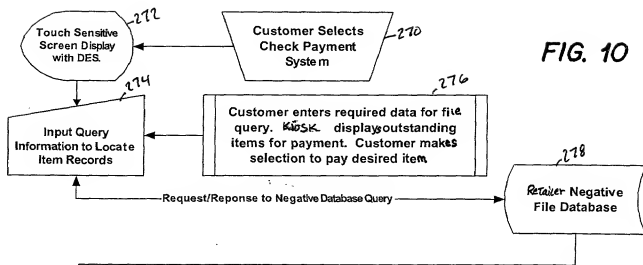 272
Touch Sensitive
Screen Display
with DES.
Customer Selects
Check Payment
System
270
FIG. 10
274
Input Query
Information to Locate
Item Records
276
Customer enters required data for file
query. KIOSK display outstanding
items for payment. Customer makes
selection to pay desired item
278
Retailer Negative
File Database
Request/Reponse to Negative Database Query